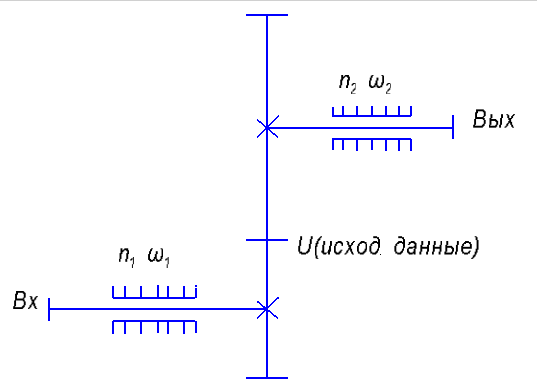 n₂ ω₂
Вых
U(исход. данные)
n₁ ω₁
Вх